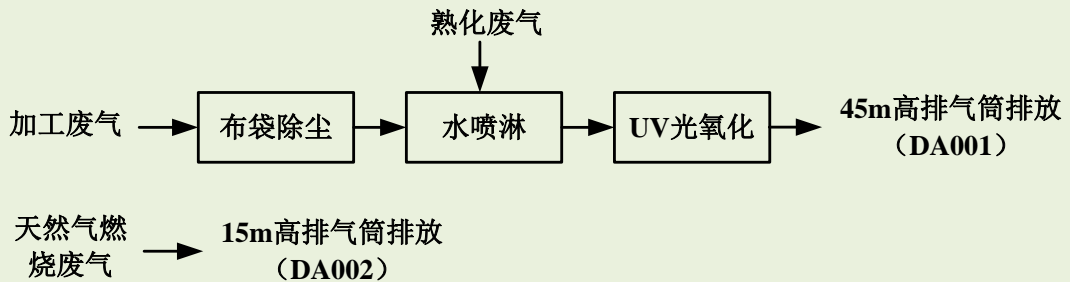 熟化废气
加工废气
布袋除尘
水喷淋
UV光氧化
45m高排气筒排放
（DA001）
天然气燃
烧废气
15m高排气筒排放
（DA002）